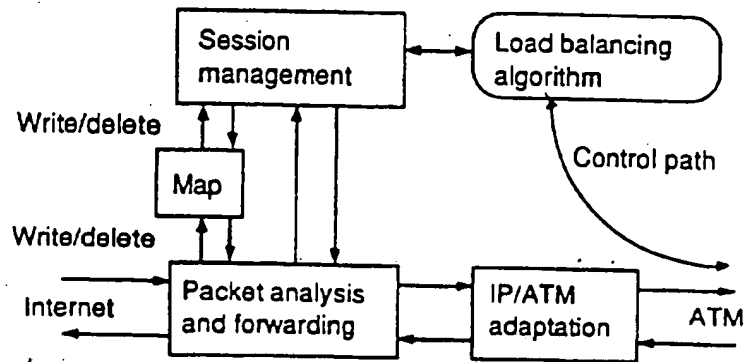 Session
management
Load balancing
algorithm
Write/delete
Control path
Map
Write/delete
Internet
Packet analysis
and forwarding
IP/ATM
adaptation
ATM